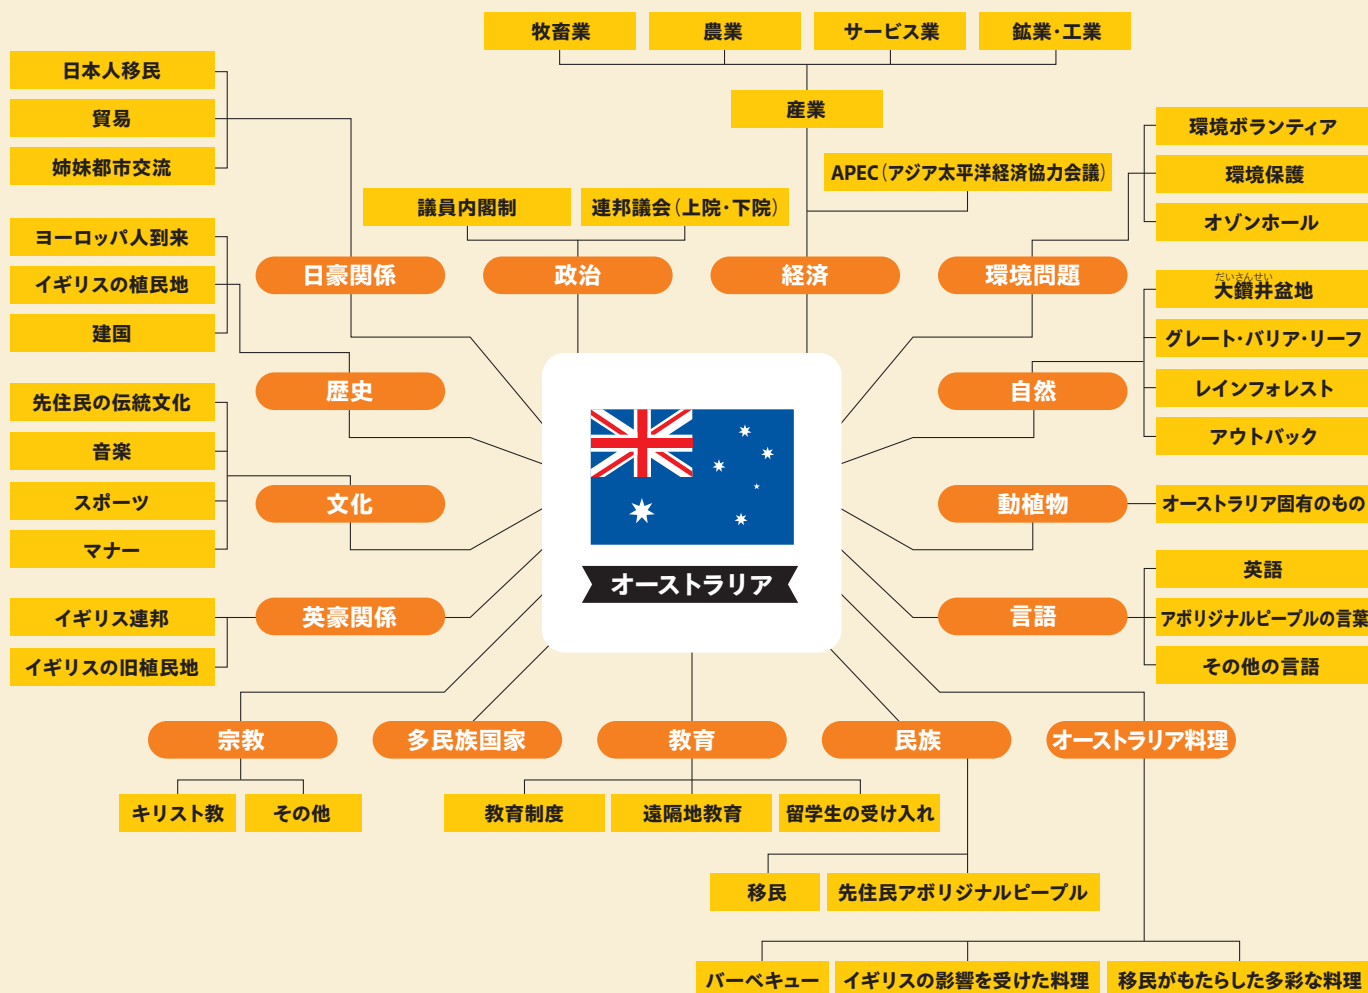 牧畜業
農業
サービス業
鉱業・工業
産業
APEC（アジア太平洋経済協力会議）
議員内閣制
連邦議会（上院・下院）
日本人移民
貿易
姉妹都市交流
ヨーロッパ人到来
イギリスの植民地
建国
先住民の伝統文化
音楽
スポーツ
マナー
イギリス連邦
イギリスの旧植民地
日豪関係
政治
経済
環境問題
歴史
自然
文化
動植物
英豪関係
言語
オーストラリア
環境ボランティア
環境保護
オゾンホール
だいさんせい
大鑽井盆地
グレート・バリア・リーフ
レインフォレスト
アウトバック
オーストラリア固有のもの
英語
アボリジナルピープルの言葉
その他の言語
宗教
多民族国家
教育
民族
オーストラリア料理
キリスト教
その他
教育制度
遠隔地教育
留学生の受け入れ
移民
先住民アボリジナルピープル
バーベキュー
イギリスの影響を受けた料理
移民がもたらした多彩な料理